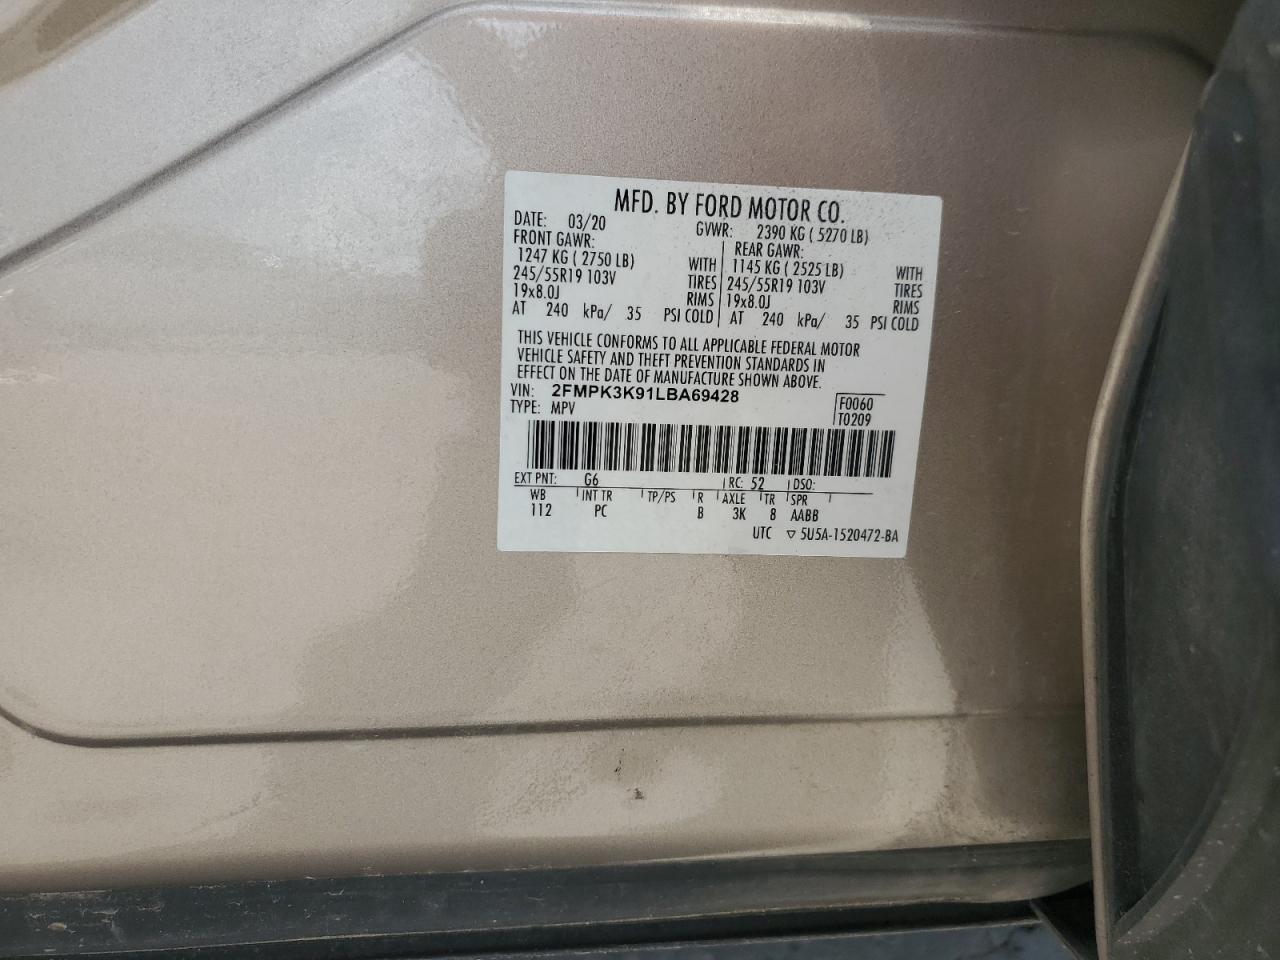 MFD. BY FORD MOTOR CO.
DATE: 03/20 GVWR: 2390 KG ( 5270 LB)
FRONT GAWR: REAR GAWR:
1247 KG ( 2750 LB) WITH 1145 KG ( 2525 LB) WITH
245/55R19 103V TIRES 245/55R19 103V TIRES
19x8.0J RIMS 19x8.0J RIMS
AT 240 kPa/ 35 PSI COLD AT 240 kPa/ 35 PSI COLD
THIS VEHICLE CONFORMS TO ALL APPLICABLE FEDERAL MOTOR
VEHICLE SAFETY AND THEFT PREVENTION STANDARDS IN
EFFECT ON THE DATE OF MANUFACTURE SHOWN ABOVE.
VIN: 2FMPK3K91LBA69428 F0060
TYPE: MPV T0209
EXT PNT: G6 RC: 52 DSO:
WB INT TR TP/PS R AXLE TR SPR
112 PC B 3K 8 AABB
UTC ▽ 5U5A-1520472-BA